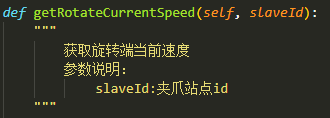 def getRotateCurrentSpeed(self, slaveId):
"""
获取旋转端当前速度
参数说明:
slaveId:夹爪站点id
"""